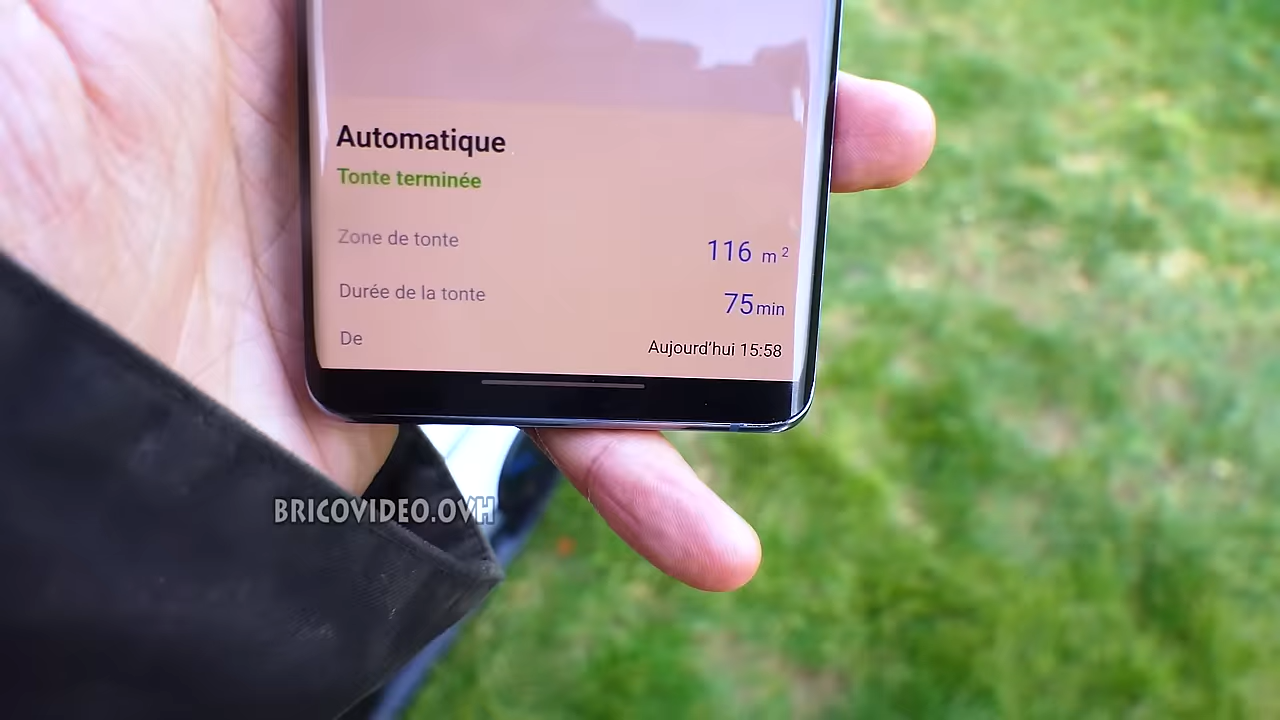 Automatique
Tonte terminée
Zone de tonte 116 m²
Durée de la tonte 75min
De Aujourd'hui 15:58
BRICOVIDEO.OVH